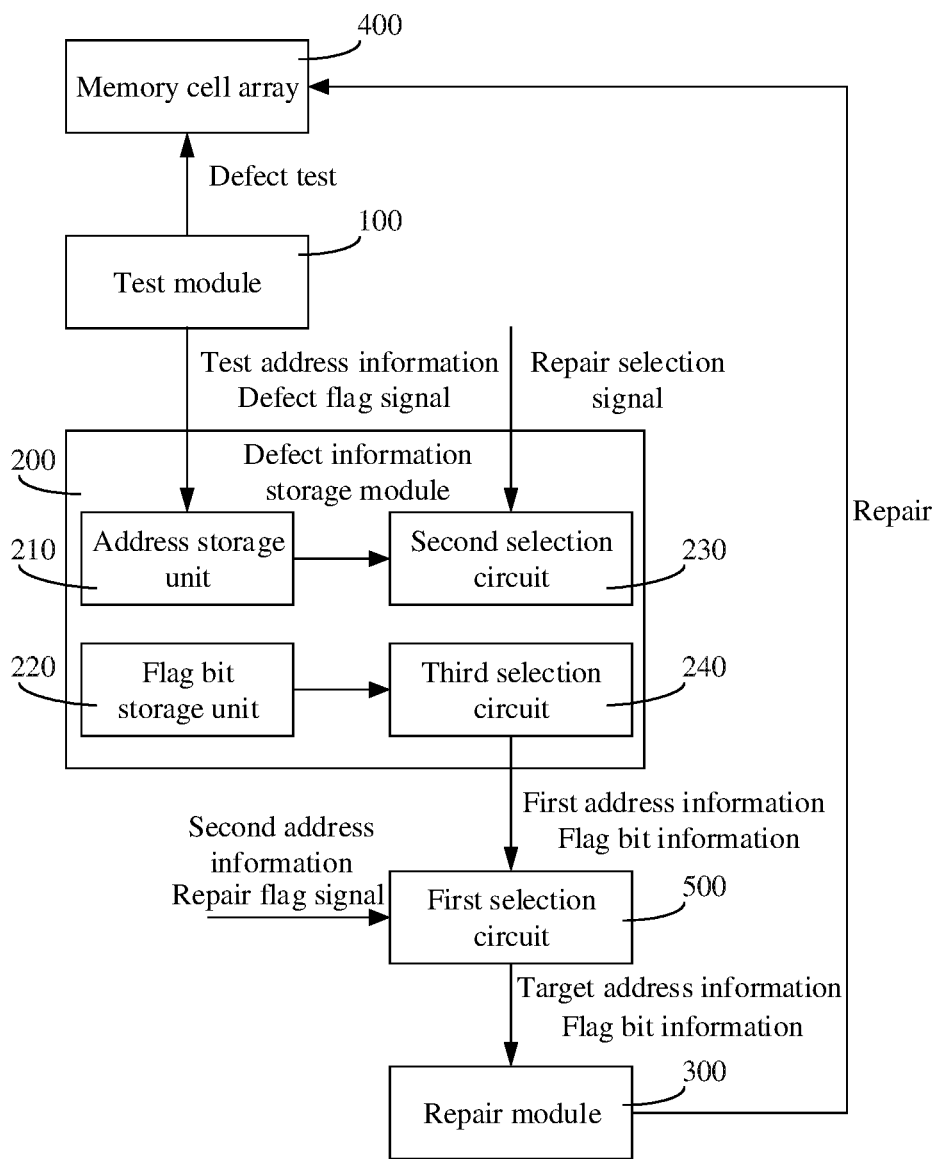 400
Memory cell array
Defect test
100
Test module
Test address information
Defect flag signal
Repair selection
signal
200
Defect information
storage module
Repair
210
Address storage
unit
Second selection
circuit
230
220
Flag bit
storage unit
Third selection
circuit
240
First address information
Flag bit information
Second address
information
Repair flag signal
500
First selection
circuit
Target address information
Flag bit information
300
Repair module